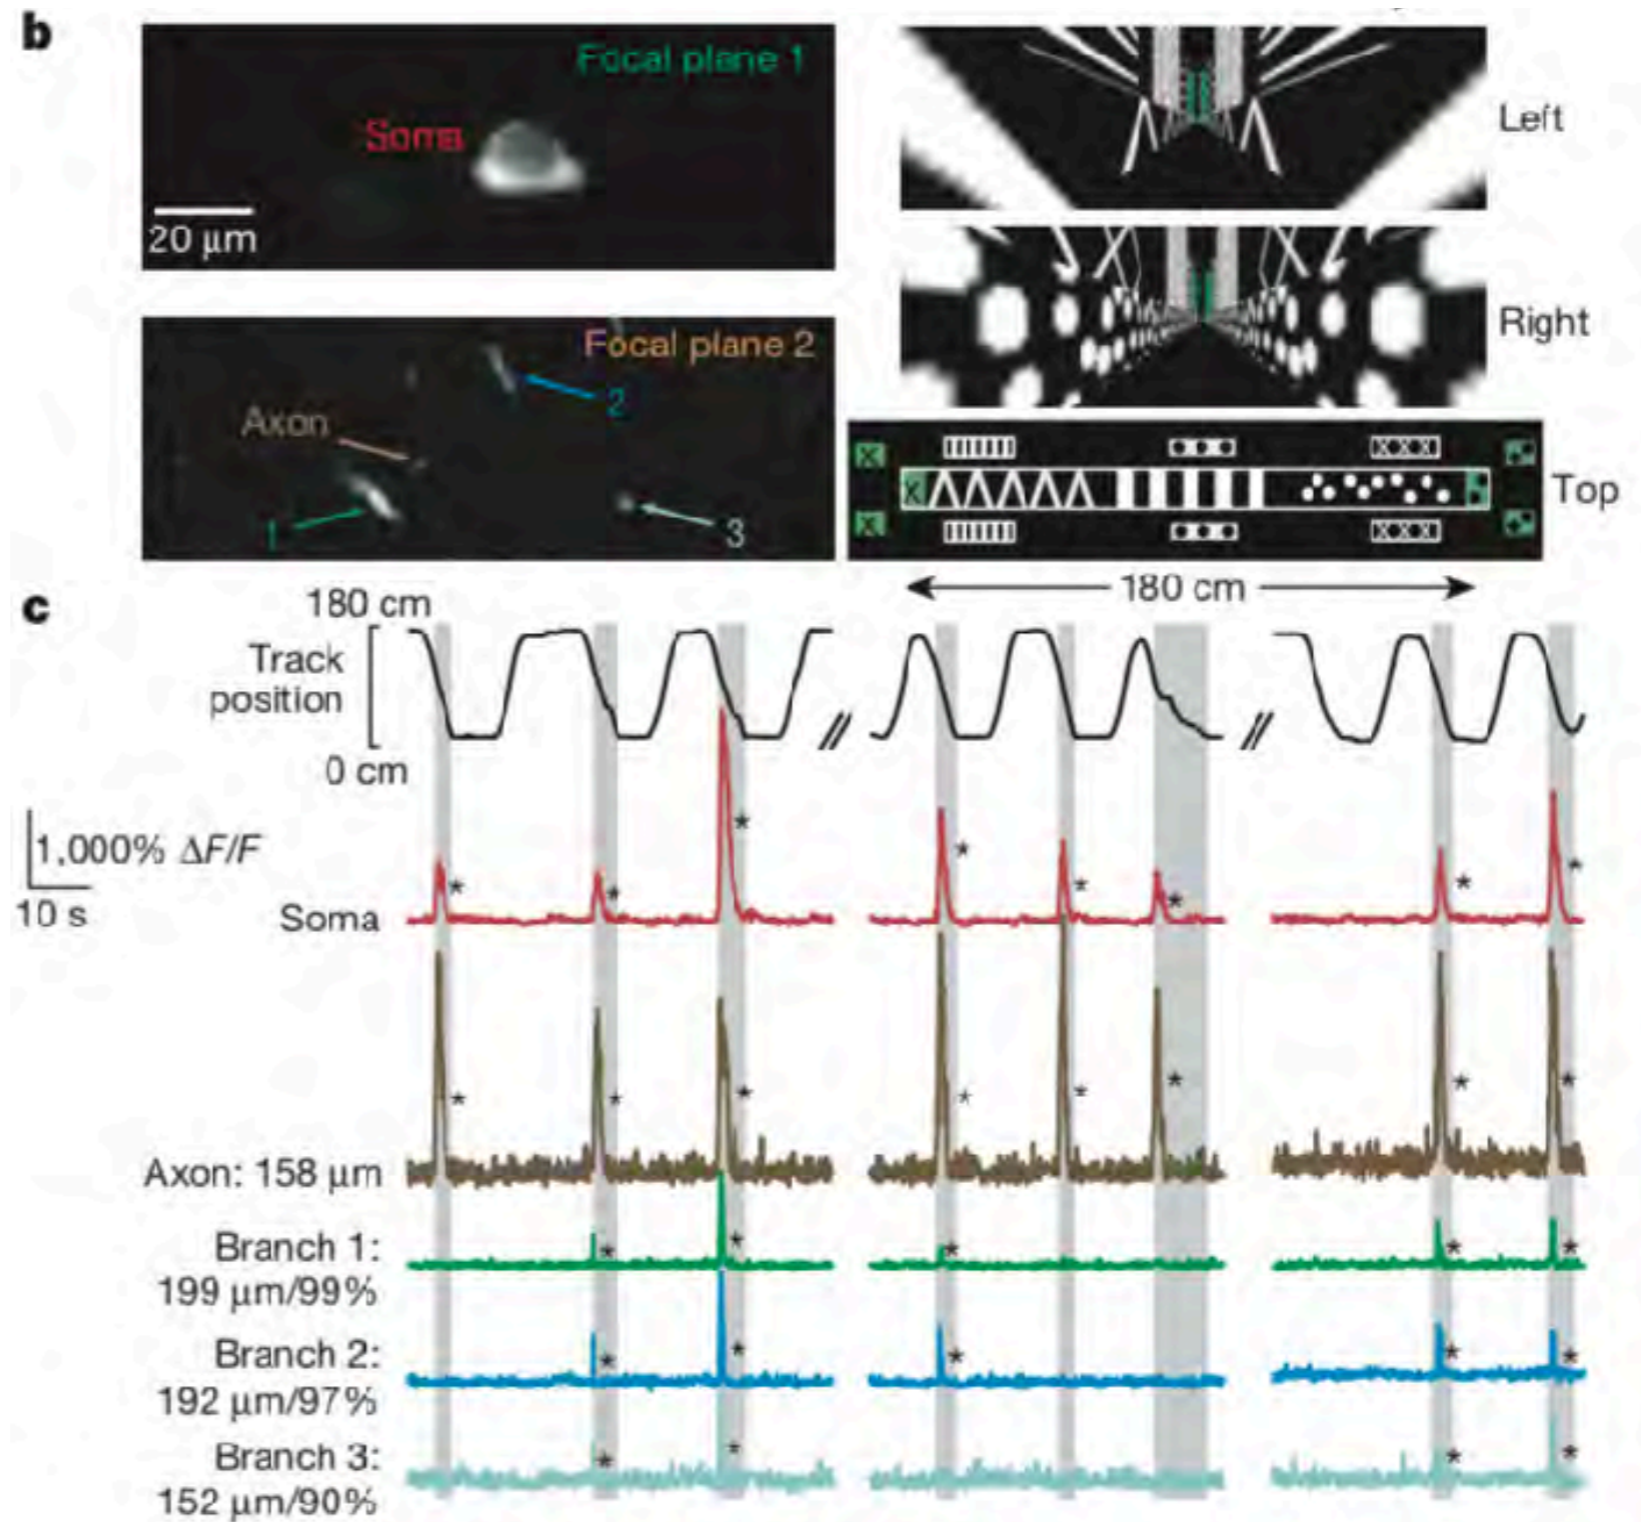 b
Focal plane 1
Soma
20 µm
Left
Right
Focal plane 2
Axon
2
1
3
Top
180 cm
c
180 cm
Track
position
0 cm
1,000% ΔF/F
10 s
Soma
*
*
*
*
*
*
*
*
Axon: 158 µm
*
*
*
*
*
*
*
*
Branch 1:
199 µm/99%
*
*
*
*
*
Branch 2:
192 µm/97%
*
*
*
*
*
Branch 3:
152 µm/90%
*
*
*
*